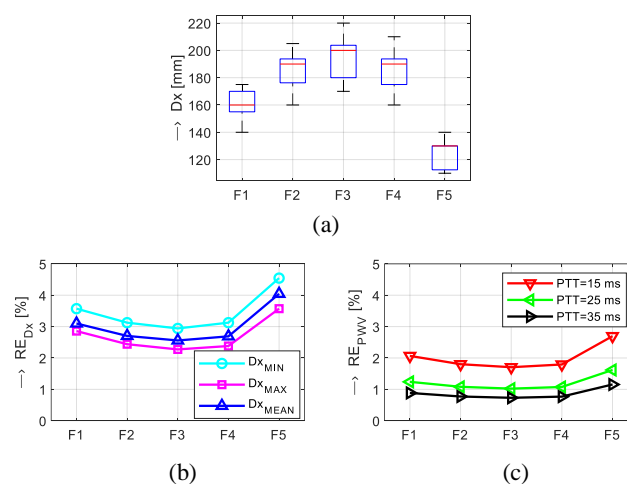 220
200
180
160
140
120
—> Dx [mm]
F1 F2 F3 F4 F5
(a)
5
4
3
2
1
0
—> RE_Dx [%]
Dx_MIN
Dx_MAX
Dx_MEAN
F1 F2 F3 F4 F5
(b)
5
4
3
2
1
0
—> RE_PWV [%]
PTT=15 ms
PTT=25 ms
PTT=35 ms
F1 F2 F3 F4 F5
(c)